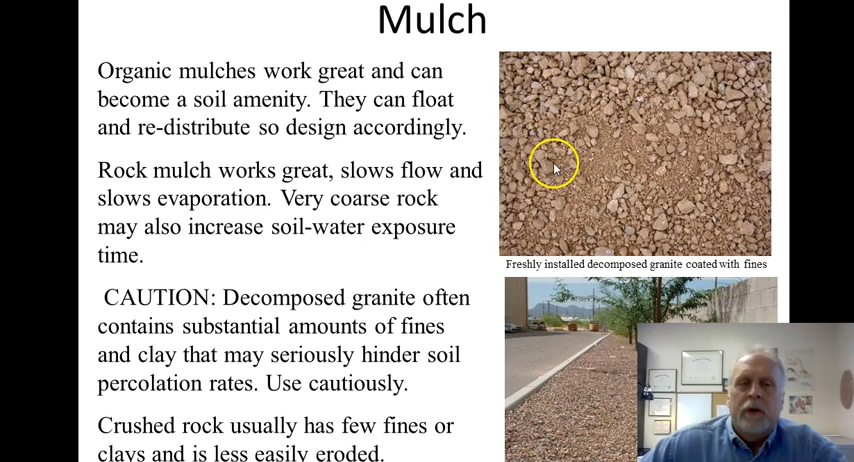 Mulch
Organic mulches work great and can
become a soil amenity. They can float
and re-distribute so design accordingly.
Rock mulch works great, slows flow and
slows evaporation. Very coarse rock
may also increase soil-water exposure
time.
CAUTION: Decomposed granite often
contains substantial amounts of fines
and clay that may seriously hinder soil
percolation rates. Use cautiously.
Crushed rock usually has few fines or
clays and is less easily eroded.
Freshly installed decomposed granite coated with fines